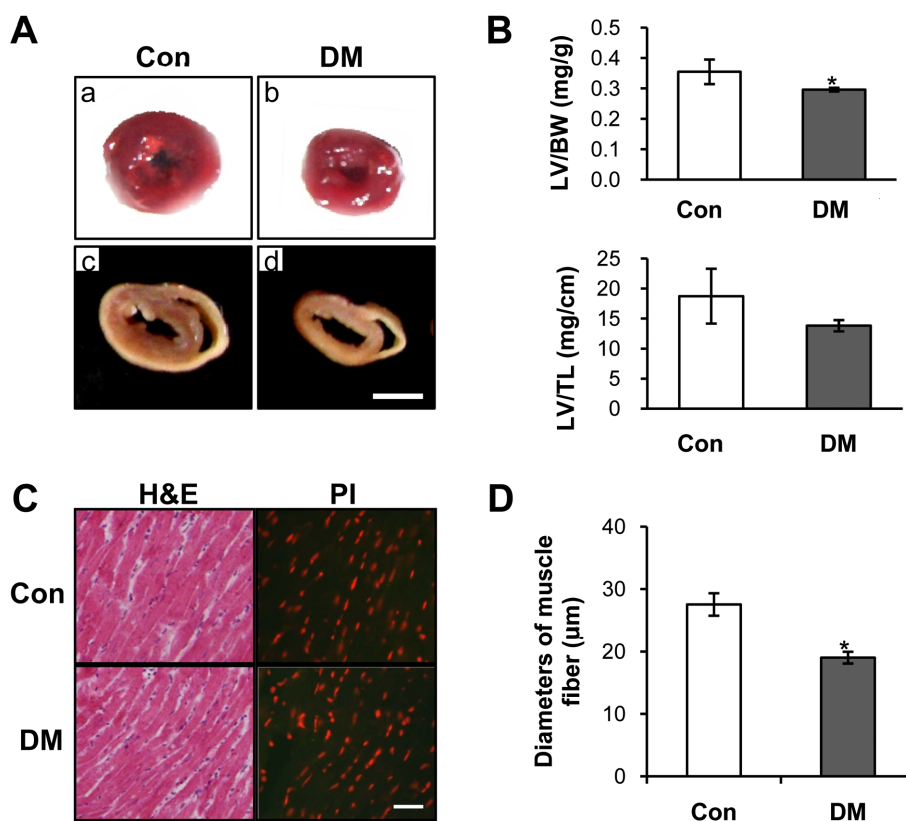 A
Con
DM
a
b
c
d
B
LV/BW (mg/g)
0.5
0.4
0.3
0.2
0.1
0.0
*
Con
DM
LV/TL (mg/cm)
25
20
15
10
5
0
Con
DM
C
H&E
PI
Con
DM
D
Diameters of muscle
fiber (µm)
40
30
20
10
0
*
Con
DM